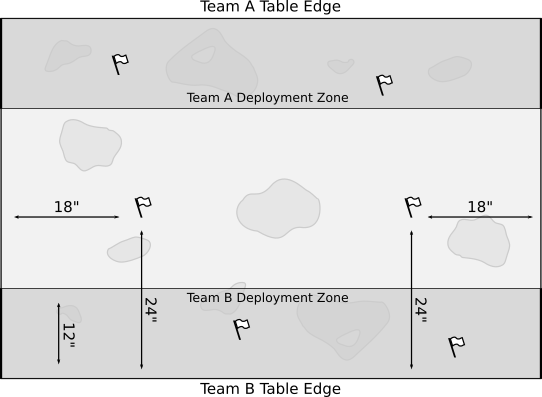 Team A Table Edge
Team A Deployment Zone
18"
18"
24"
24"
Team B Deployment Zone
12"
Team B Table Edge